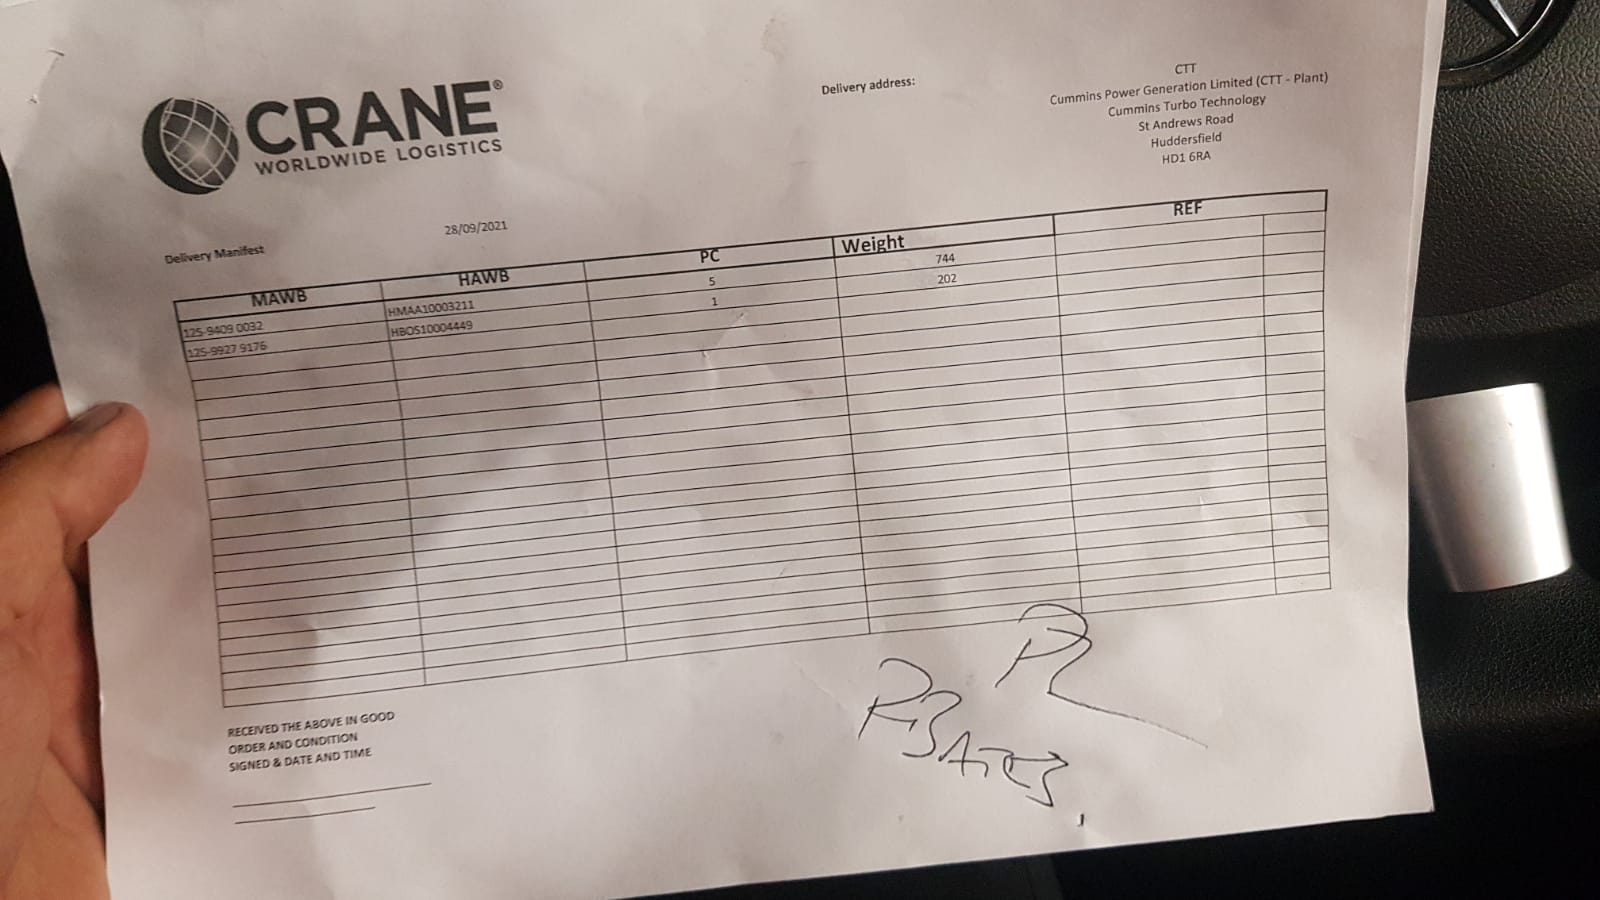 CRANE®
WORLDWIDE LOGISTICS
Delivery address:
CTT
Cummins Power Generation Limited (CTT - Plant)
Cummins Turbo Technology
St Andrews Road
Huddersfield
HD1 6RA
Delivery Manifest 28/09/2021
MAWB HAWB PC Weight REF
125-9409 0032 HMAA10003211 5 744
125-9927 9176 HBOS10004449 1 202
RECEIVED THE ABOVE IN GOOD
ORDER AND CONDITION
SIGNED & DATE AND TIME